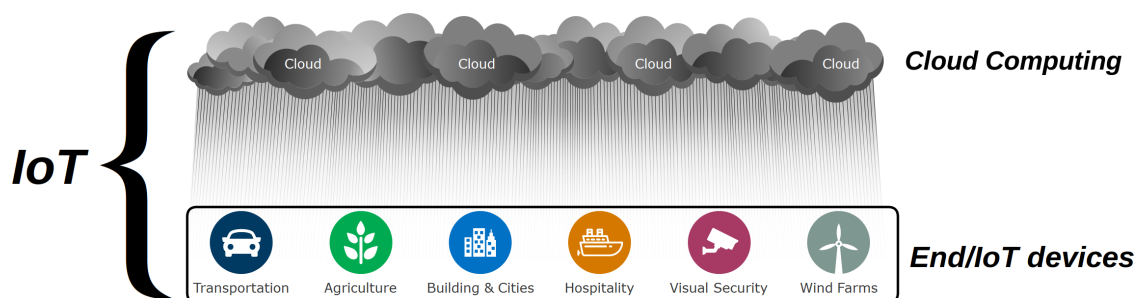 Cloud
Cloud
Cloud
Cloud
Cloud Computing
IoT
Transportation
Agriculture
Building & Cities
Hospitality
Visual Security
Wind Farms
End/IoT devices